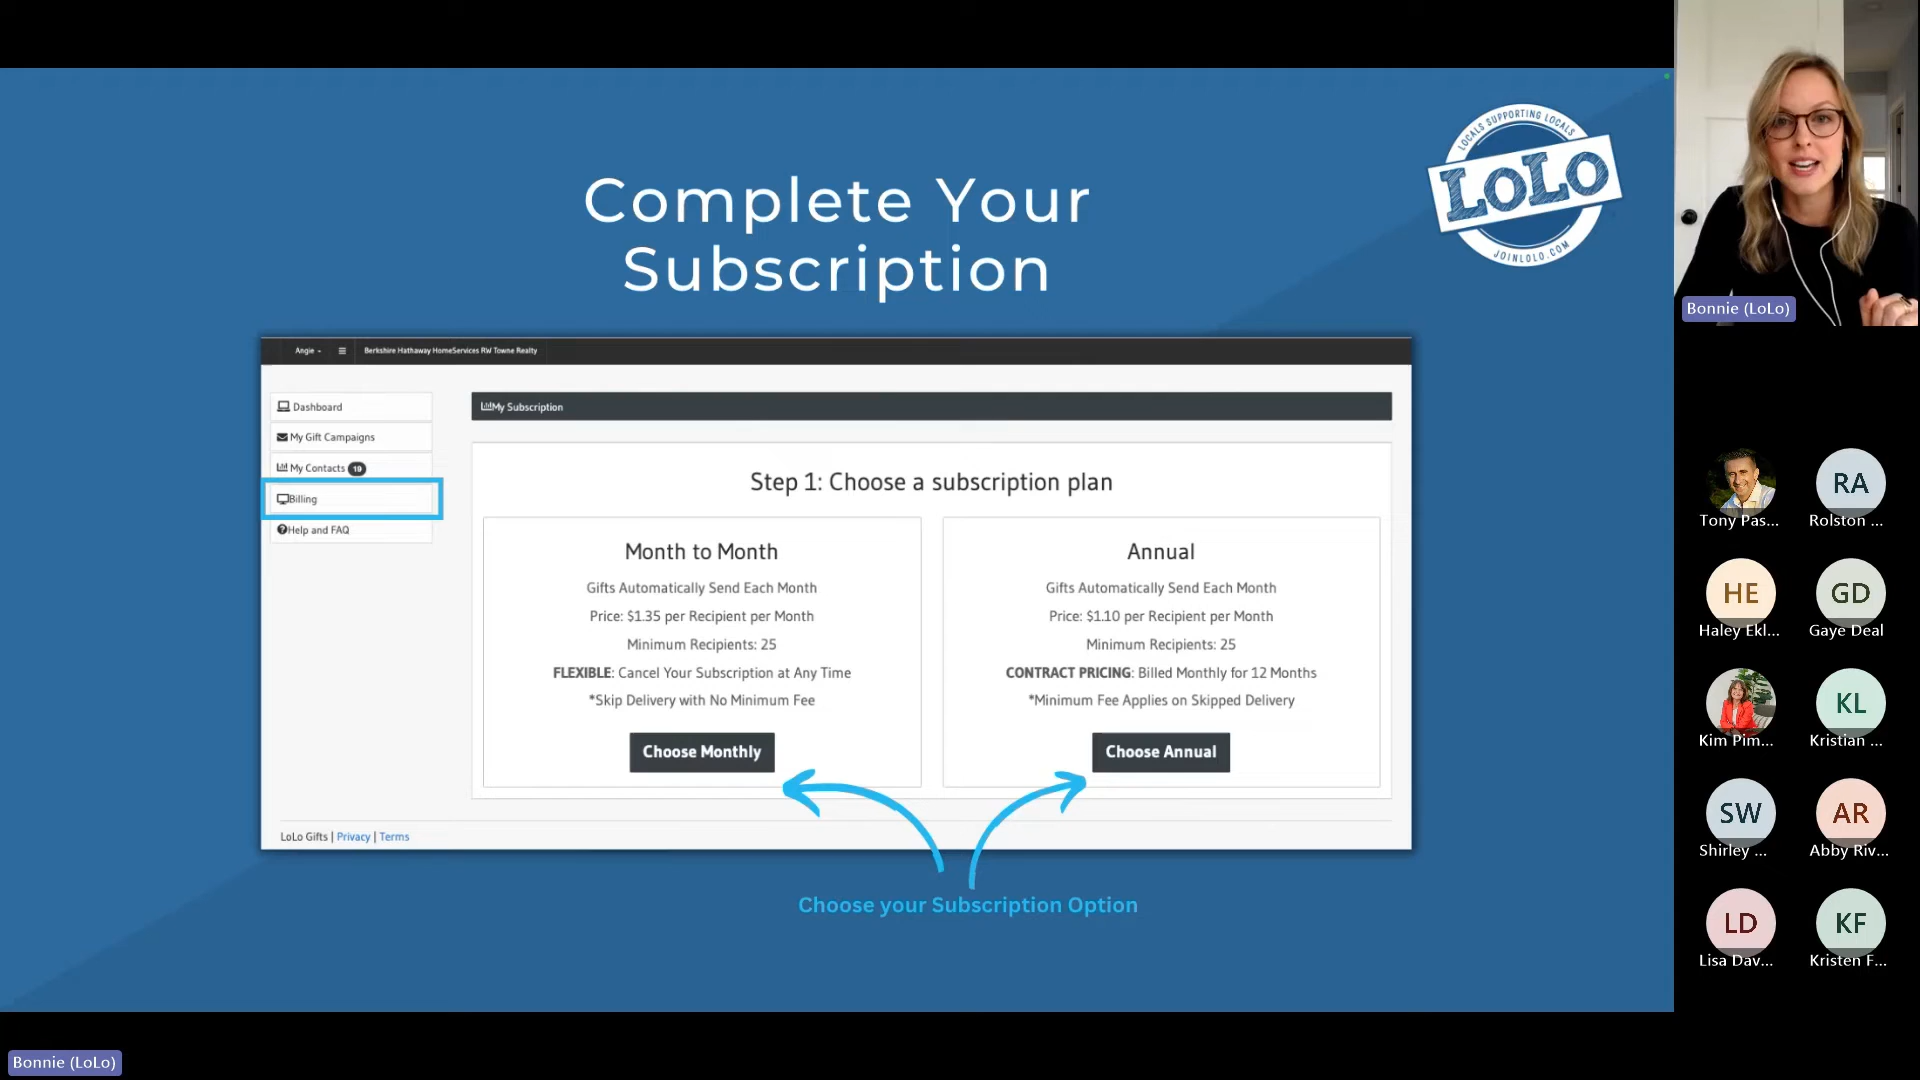 Complete Your
Subscription
LOCALS SUPPORTING LOCALS
LOLO
JOINLOLO.COM
Angie
Berkshire Hathaway HomeServices RW Towne Realty
Dashboard
My Gift Campaigns
My Contacts 19
Billing
Help and FAQ
My Subscription
Step 1: Choose a subscription plan
Month to Month
Gifts Automatically Send Each Month
Price: $1.35 per Recipient per Month
Minimum Recipients: 25
FLEXIBLE: Cancel Your Subscription at Any Time
*Skip Delivery with No Minimum Fee
Choose Monthly
Annual
Gifts Automatically Send Each Month
Price: $1.10 per Recipient per Month
Minimum Recipients: 25
CONTRACT PRICING: Billed Monthly for 12 Months
*Minimum Fee Applies on Skipped Delivery
Choose Annual
LoLo Gifts | Privacy | Terms
Choose your Subscription Option
Bonnie (LoLo)
Tony Pas...
RA
Rolston ...
HE
Haley Ekl...
GD
Gaye Deal
Kim Pim...
KL
Kristian ...
SW
Shirley ...
AR
Abby Riv...
LD
Lisa Dav...
KF
Kristen F...
Bonnie (LoLo)